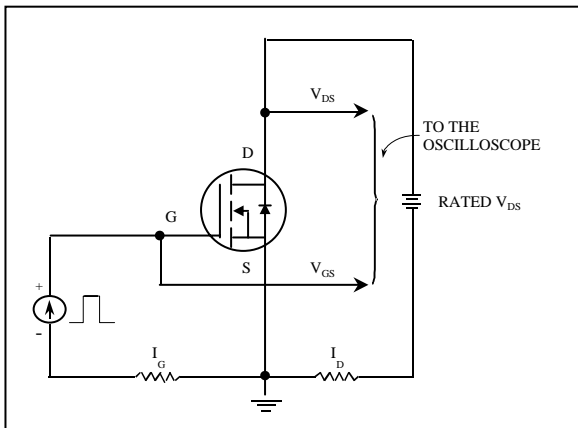 V_DS
TO THE
OSCILLOSCOPE
D
RATED V_DS
G
S
V_GS
+
-
I_G
I_D